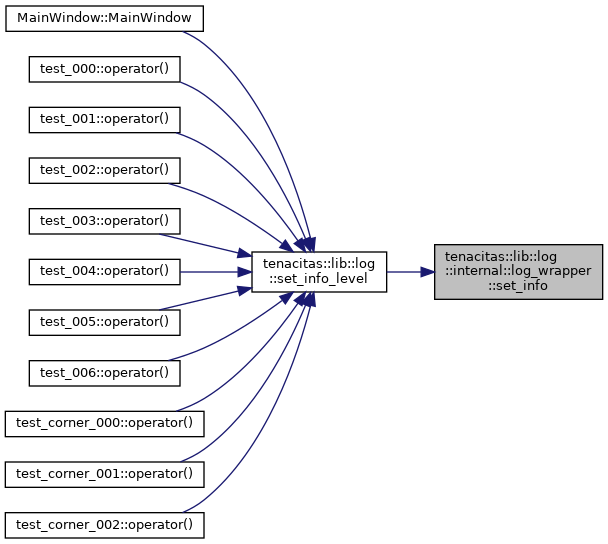 MainWindow::MainWindow
test_000::operator()
test_001::operator()
test_002::operator()
test_003::operator()
test_004::operator()
test_005::operator()
test_006::operator()
test_corner_000::operator()
test_corner_001::operator()
test_corner_002::operator()
tenacitas::lib::log
::set_info_level
tenacitas::lib::log
::internal::log_wrapper
::set_info